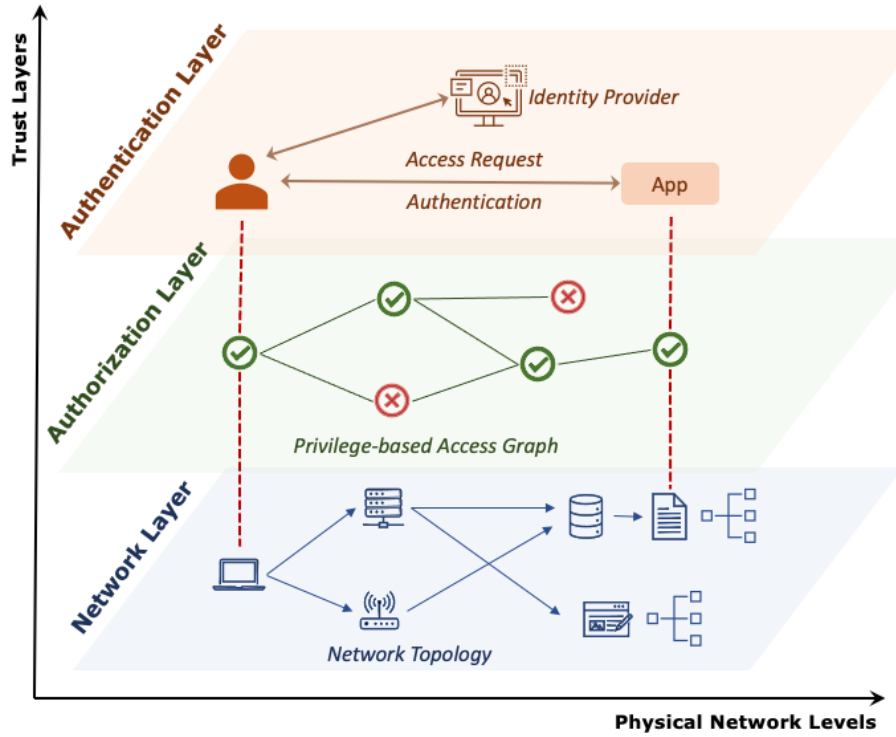 Trust Layers
Authentication Layer
Identity Provider
Access Request
App
Authentication
Authorization Layer
Privilege-based Access Graph
Network Layer
Network Topology
Physical Network Levels